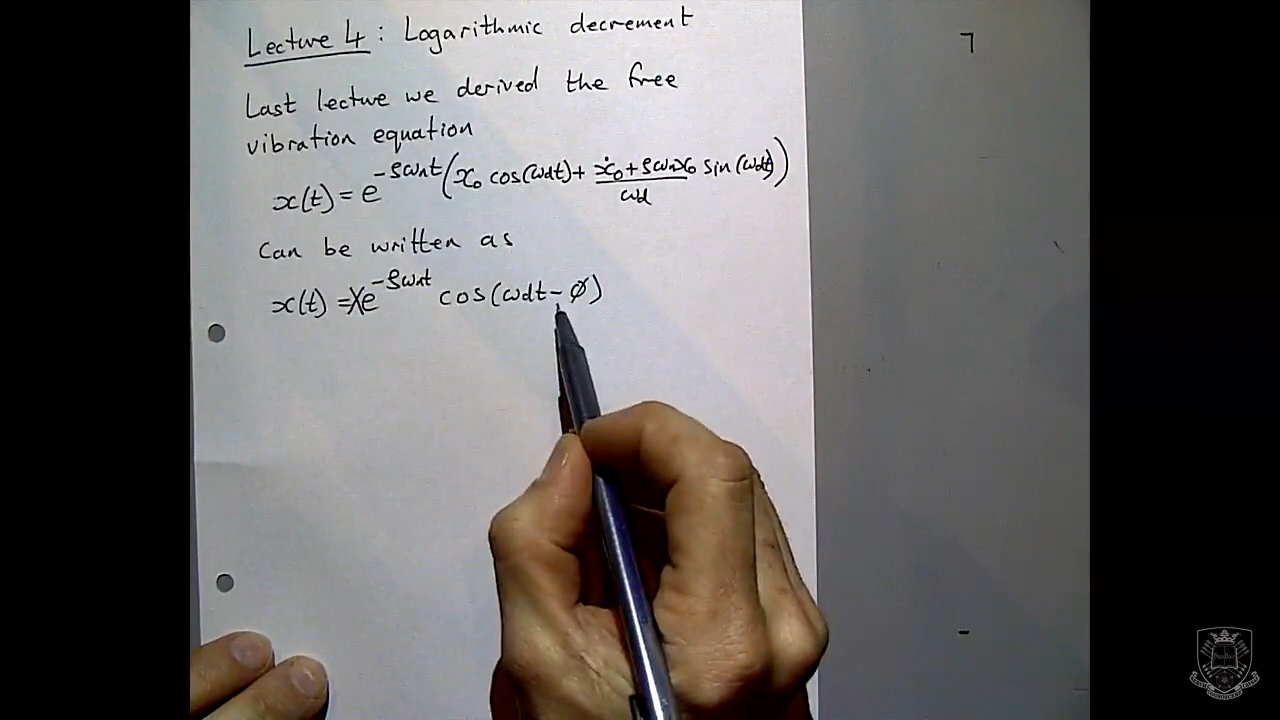 Lecture 4: Logarithmic decrement
7
Last lecture we derived the free
vibration equation
x(t) = e^{-ζωnt}(x₀ cos(ωdt) + (ẋ₀ + ζωnx₀)/ωd sin(ωdt))
Can be written as
x(t) = Xe^{-ζωnt} cos(ωdt - ø)